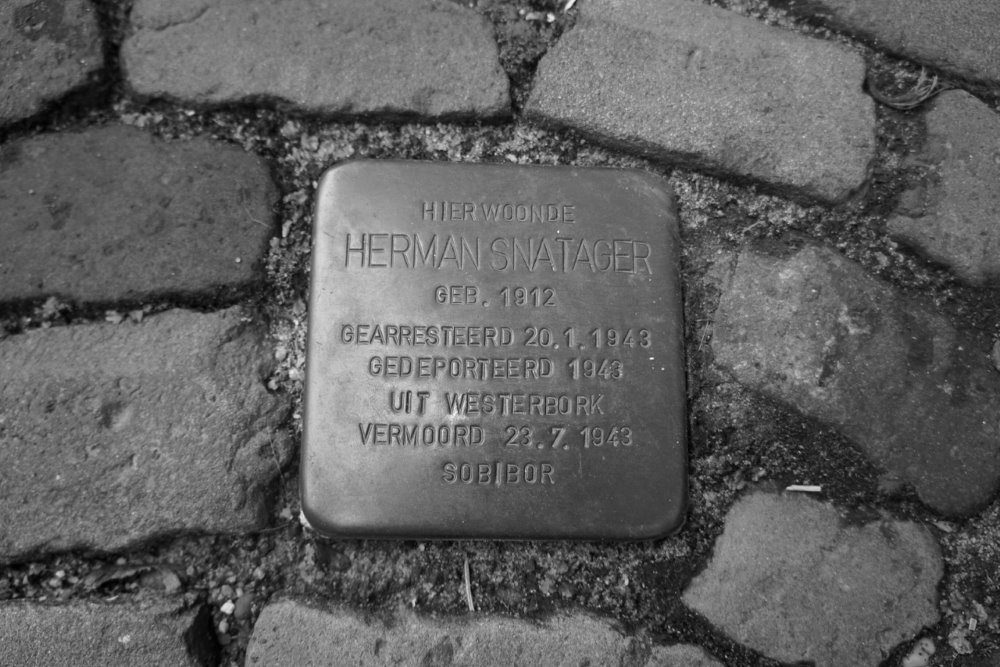 HIER WOONDE
HERMAN SNATAGER
GEB. 1912
GEARRESTEERD 20.1.1943
GEDEPORTEERD 1943
UIT WESTERBORK
VERMOORD 23.7.1943
SOBIBOR